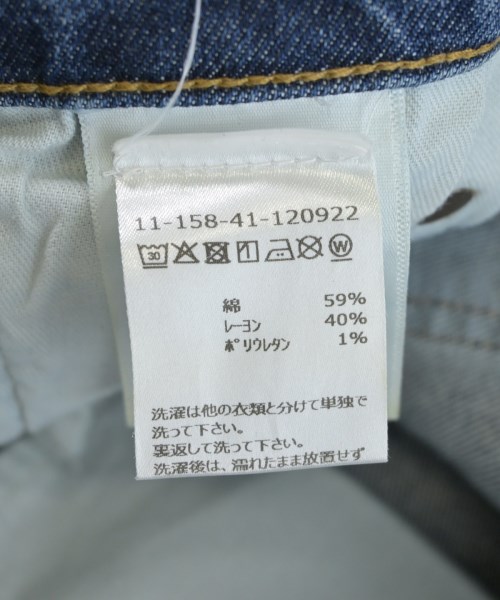 11-158-41-120922
30 W
綿 59%
レーヨン 40%
ポリウレタン 1%
洗濯は他の衣類と分けて単独で
洗って下さい。
裏返して洗って下さい。
洗濯後は、濡れたまま放置せず